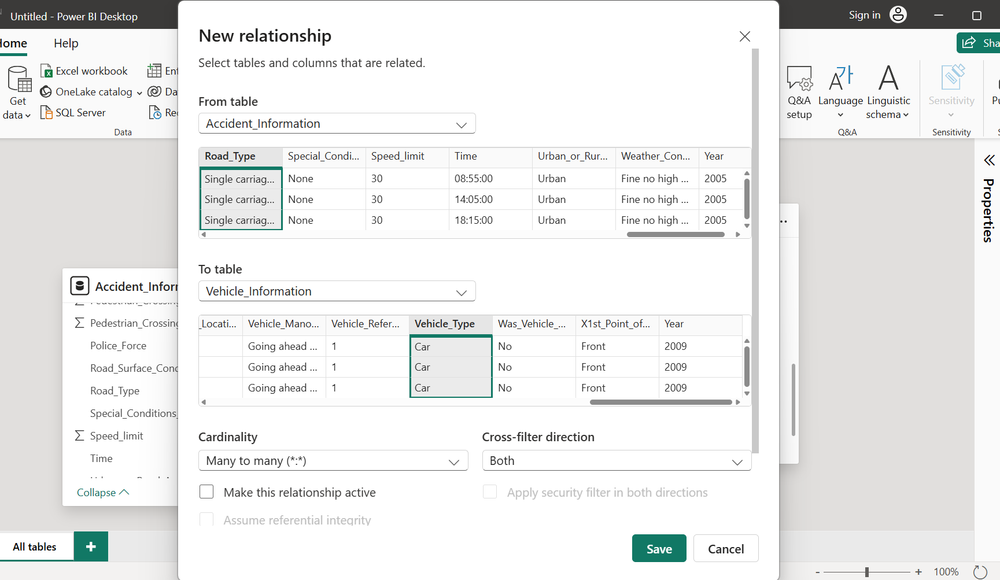 Untitled - Power BI Desktop
Sign in
Home
Help
Sha
Get
data
Excel workbook
OneLake catalog
SQL Server
Ent
Da
Rec
Data
Q&A
setup
Language
Linguistic
schema
Q&A
Sensitivity
Sensitivity
Pu
New relationship
Select tables and columns that are related.
From table
Accident_Information
Road_Type Special_Condi... Speed_limit Time Urban_or_Rur... Weather_Con... Year
Single carriag... None 30 08:55:00 Urban Fine no high ... 2005
Single carriag... None 30 14:05:00 Urban Fine no high ... 2005
Single carriag... None 30 18:15:00 Urban Fine no high ... 2005
To table
Vehicle_Information
_Locati... Vehicle_Mano... Vehicle_Refer... Vehicle_Type Was_Vehicle_... X1st_Point_of... Year
Going ahead ... 1 Car No Front 2009
Going ahead ... 1 Car No Front 2009
Going ahead ... 1 Car No Front 2009
Cardinality
Many to many (*:*)
Cross-filter direction
Both
Make this relationship active
Apply security filter in both directions
Assume referential integrity
Save
Cancel
Accident_Inforr
Pedestrian_Crossing
Pedestrian_Crossing
Police_Force
Road_Surface_Cond
Road_Type
Special_Conditions_
Speed_limit
Time
Collapse
Properties
All tables
+
- + 100%